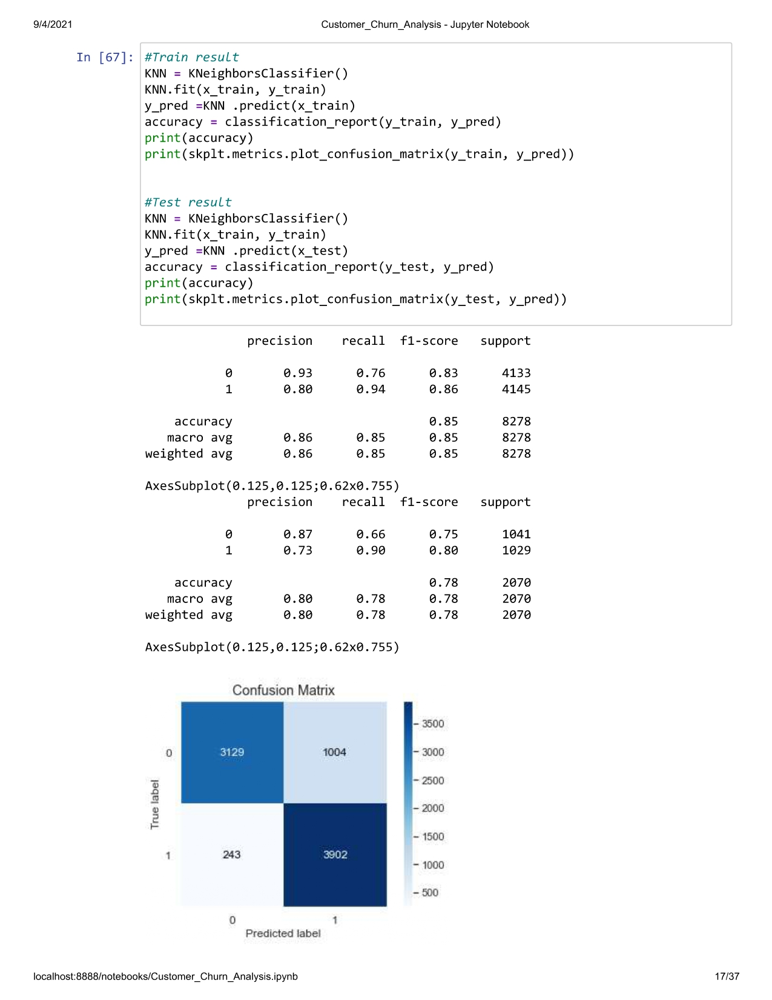 9/4/2021 Customer_Churn_Analysis - Jupyter Notebook
In [67]: #Train result
KNN = KNeighborsClassifier()
KNN.fit(x_train, y_train)
y_pred =KNN .predict(x_train)
accuracy = classification_report(y_train, y_pred)
print(accuracy)
print(skplt.metrics.plot_confusion_matrix(y_train, y_pred))
#Test result
KNN = KNeighborsClassifier()
KNN.fit(x_train, y_train)
y_pred =KNN .predict(x_test)
accuracy = classification_report(y_test, y_pred)
print(accuracy)
print(skplt.metrics.plot_confusion_matrix(y_test, y_pred))
precision recall f1-score support
0 0.93 0.76 0.83 4133
1 0.80 0.94 0.86 4145
accuracy 0.85 8278
macro avg 0.86 0.85 0.85 8278
weighted avg 0.86 0.85 0.85 8278
AxesSubplot(0.125,0.125;0.62x0.755)
precision recall f1-score support
0 0.87 0.66 0.75 1041
1 0.73 0.90 0.80 1029
accuracy 0.78 2070
macro avg 0.80 0.78 0.78 2070
weighted avg 0.80 0.78 0.78 2070
AxesSubplot(0.125,0.125;0.62x0.755)
Confusion Matrix
3500
0 3129 1004 3000
2500
True label
2000
1500
1 243 3902
1000
500
0 1
Predicted label
localhost:8888/notebooks/Customer_Churn_Analysis.ipynb 17/37